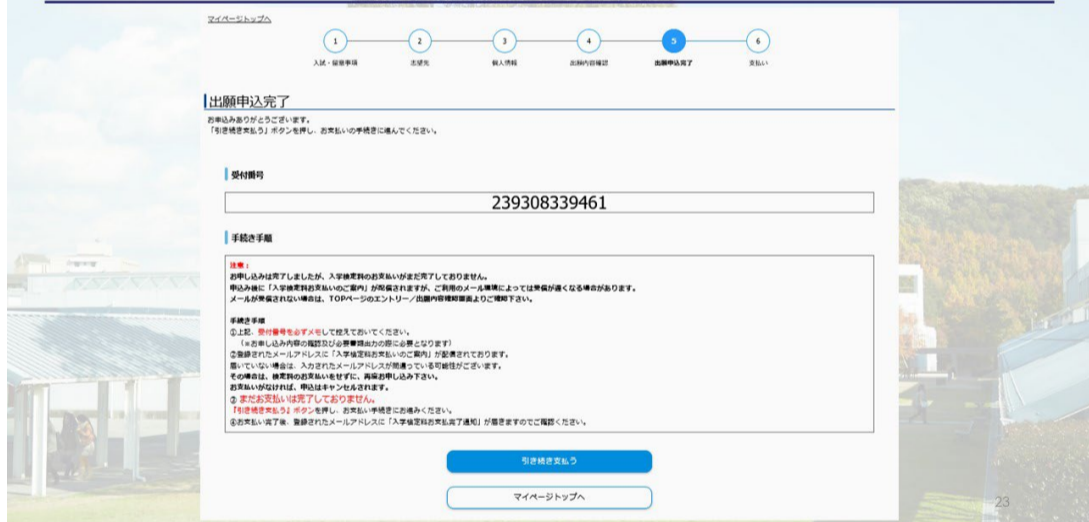 マイページトップへ
1
2
3
4
5
6
入試・留意事項
志望先
個人情報
出願内容確認
出願申込完了
支払い
出願申込完了
お申込みありがとうございます。
「引き続き支払う」ボタンを押し、お支払いの手続きに進んでください。
受付番号
239308339461
手続き手順
注意:
お申し込みは完了しましたが、入学検定料のお支払いがまだ完了しておりません。
申込み後に「入学検定料お支払いのご案内」が配信されますが、ご利用のメール環境によっては受信が遅くなる場合があります。
メールが受信されない場合は、TOPページのエントリー/出願内容確認画面よりご確認下さい。
手続き手順
①上記、受付番号を必ずメモして控えておいてください。
(※お申し込み内容の確認及び必要書類出力の際に必要となります)
②登録されたメールアドレスに「入学検定料お支払いのご案内」が配信されております。
届いていない場合は、入力されたメールアドレスが間違っている可能性がございます。
その場合は、検定料のお支払いをせずに、再度お申し込み下さい。
お支払いがなければ、申込はキャンセルされます。
③ まだお支払いは完了しておりません。
「引き続き支払う」ボタンを押し、お支払い手続きにお進みください。
④お支払い完了後、登録されたメールアドレスに「入学検定料お支払完了通知」が届きますのでご確認ください。
引き続き支払う
マイページトップへ
23